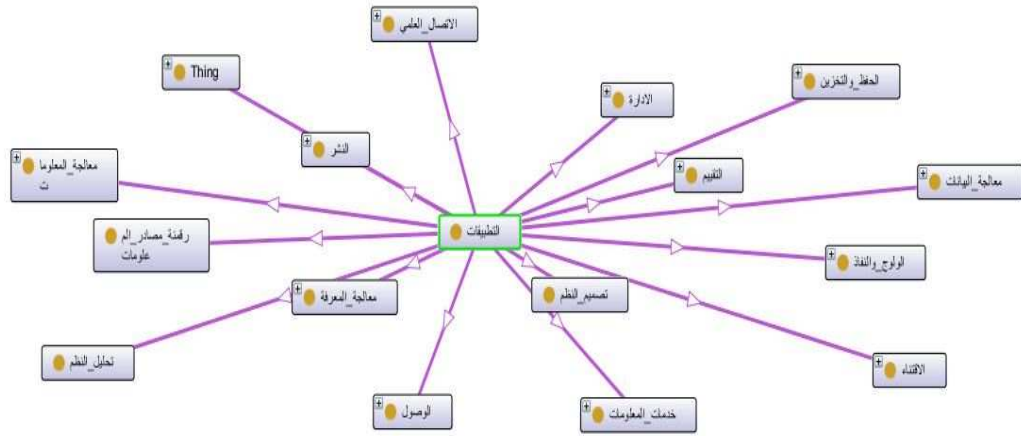 الاتصال_العلمي
Thing
الحفظ_والتخزين
الادارة
النشر
معالجة_المعلوما
ت
التقييم
معالجة_البيانات
التطبيقات
رقمنة_مصادر_الم
علومات
الولوج_والنفاذ
معالجة_المعرفة
تصميم_النظم
تحليل_النظم
الاقتناء
الوصول
خدمات_المعلومات